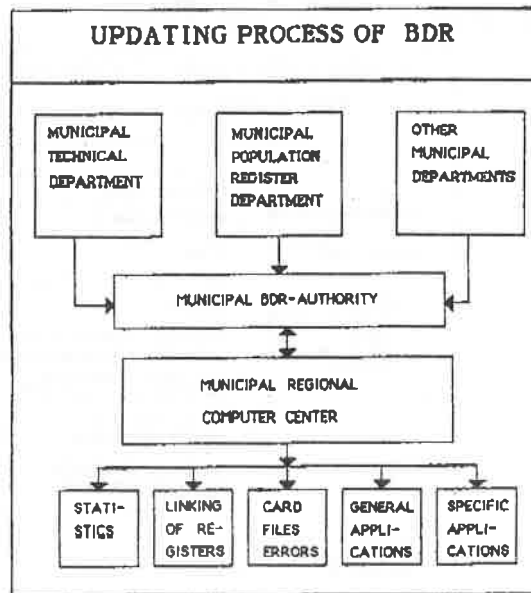 UPDATING PROCESS OF BDR
MUNICIPAL
TECHNICAL
DEPARTMENT
MUNICIPAL
POPULATION
REGISTER
DEPARTMENT
OTHER
MUNICIPAL
DEPARTMENTS
MUNICIPAL BDR-AUTHORITY
MUNICIPAL REGIONAL
COMPUTER CENTER
STATI-
STICS
LINKING
OF RE-
GISTERS
CARD
FILES
ERRORS
GENERAL
APPLI-
CATIONS
SPECIFIC
APPLI-
CATIONS